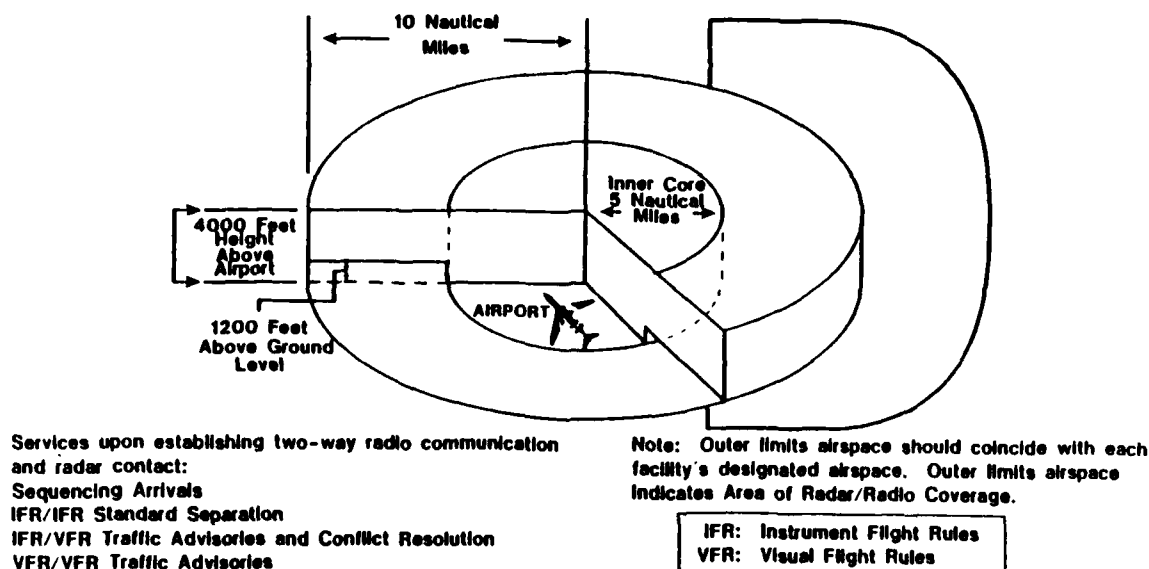 10 Nautical
Miles
Inner Core
5 Nautical
Miles
4000 Feet
Height
Above
Airport
AIRPORT
1200 Feet
Above Ground
Level
Services upon establishing two-way radio communication
and radar contact:
Sequencing Arrivals
IFR/IFR Standard Separation
IFR/VFR Traffic Advisories and Conflict Resolution
VFR/VFR Traffic Advisories
Note: Outer limits airspace should coincide with each
facility's designated airspace. Outer limits airspace
Indicates Area of Radar/Radio Coverage.
IFR: Instrument Flight Rules
VFR: Visual Flight Rules